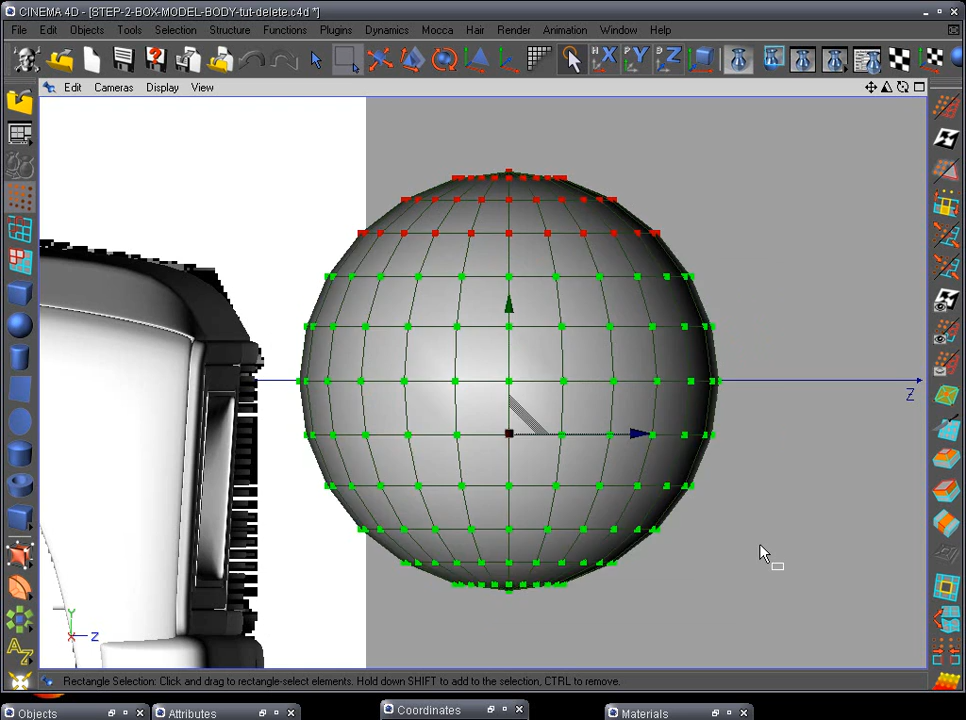 CINEMA 4D - [STEP-2-BOX-MODEL-BODY-tut-delete.c4d *]
File Edit Objects Tools Selection Structure Functions Plugins Dynamics Mocca Hair Render Animation Window Help
X Y Z
Edit Cameras Display View
Z
Y
X Z
Rectangle Selection: Click and drag to rectangle-select elements. Hold down SHIFT to add to the selection, CTRL to remove.
Objects Attributes Coordinates Materials